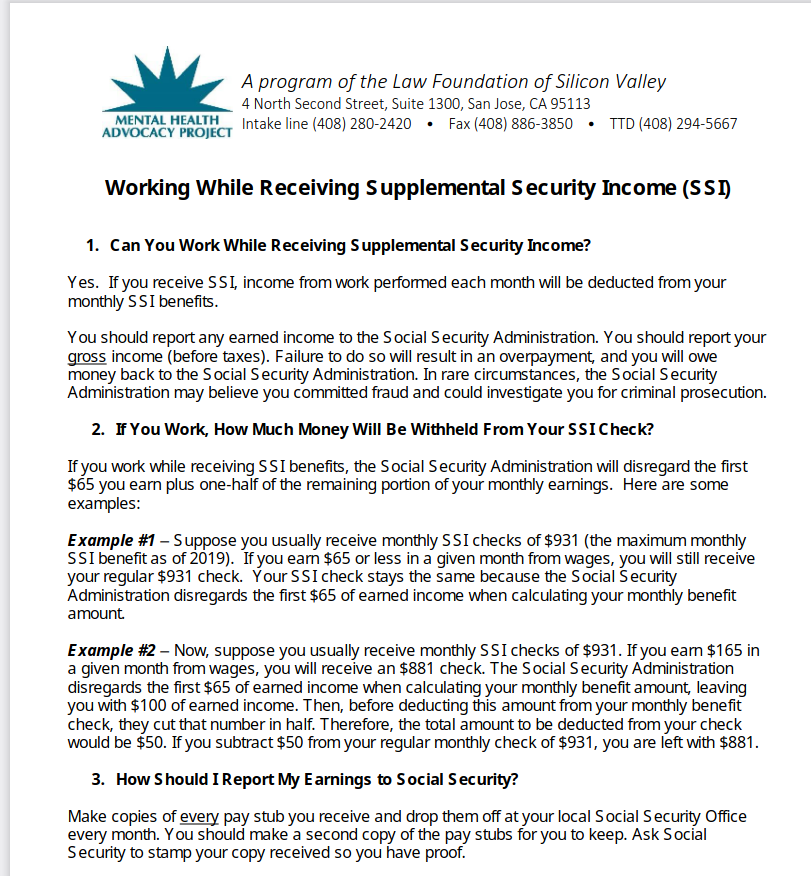 MENTAL HEALTH
ADVOCACY PROJECT
A program of the Law Foundation of Silicon Valley
4 North Second Street, Suite 1300, San Jose, CA 95113
Intake line (408) 280-2420 • Fax (408) 886-3850 • TTD (408) 294-5667
Working While Receiving Supplemental Security Income (SSI)
1. Can You Work While Receiving Supplemental Security Income?
Yes. If you receive SSI, income from work performed each month will be deducted from your
monthly SSI benefits.
You should report any earned income to the Social Security Administration. You should report your
gross income (before taxes). Failure to do so will result in an overpayment, and you will owe
money back to the Social Security Administration. In rare circumstances, the Social Security
Administration may believe you committed fraud and could investigate you for criminal prosecution.
2. If You Work, How Much Money Will Be Withheld From Your SSI Check?
If you work while receiving SSI benefits, the Social Security Administration will disregard the first
$65 you earn plus one-half of the remaining portion of your monthly earnings. Here are some
examples:
Example #1 – Suppose you usually receive monthly SSI checks of $931 (the maximum monthly
SSI benefit as of 2019). If you earn $65 or less in a given month from wages, you will still receive
your regular $931 check. Your SSI check stays the same because the Social Security
Administration disregards the first $65 of earned income when calculating your monthly benefit
amount.
Example #2 – Now, suppose you usually receive monthly SSI checks of $931. If you earn $165 in
a given month from wages, you will receive an $881 check. The Social Security Administration
disregards the first $65 of earned income when calculating your monthly benefit amount, leaving
you with $100 of earned income. Then, before deducting this amount from your monthly benefit
check, they cut that number in half. Therefore, the total amount to be deducted from your check
would be $50. If you subtract $50 from your regular monthly check of $931, you are left with $881.
3. How Should I Report My Earnings to Social Security?
Make copies of every pay stub you receive and drop them off at your local Social Security Office
every month. You should make a second copy of the pay stubs for you to keep. Ask Social
Security to stamp your copy received so you have proof.